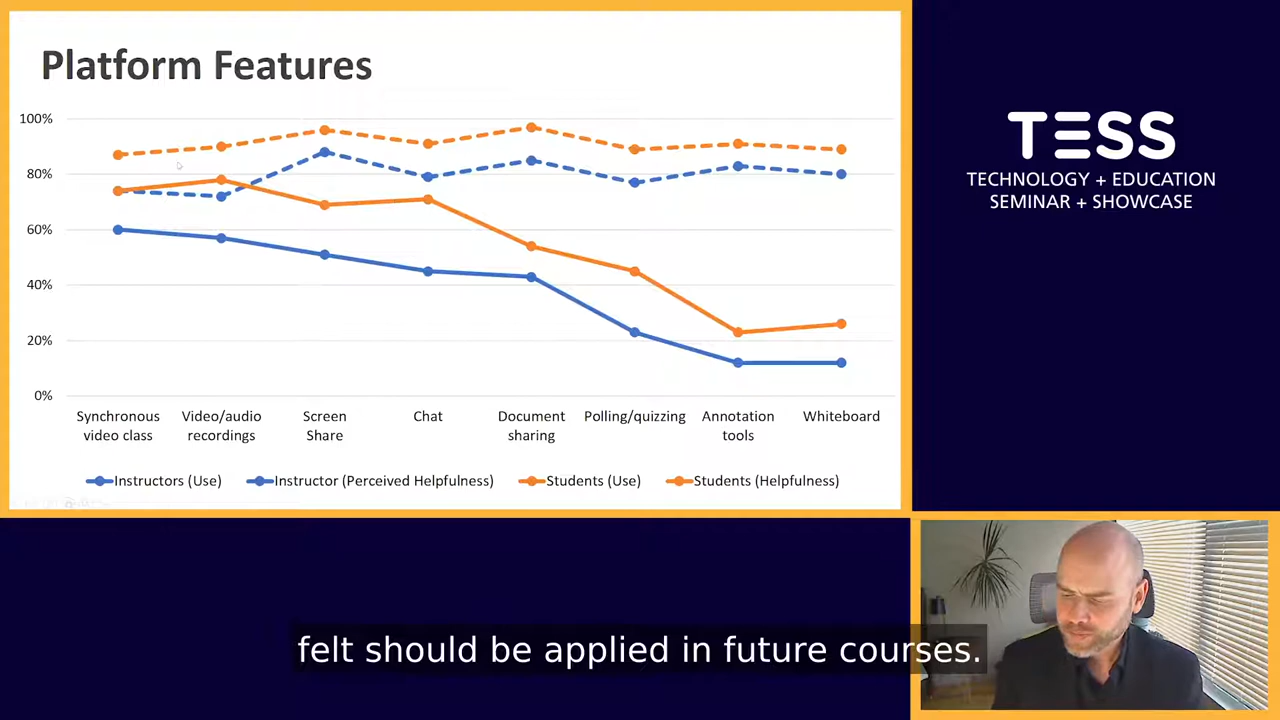 Platform Features
100%
80%
60%
40%
20%
0%
Synchronous video class
Video/audio recordings
Screen Share
Chat
Document sharing
Polling/quizzing
Annotation tools
Whiteboard
Instructors (Use)
Instructor (Perceived Helpfulness)
Students (Use)
Students (Helpfulness)
TESS
TECHNOLOGY + EDUCATION
SEMINAR + SHOWCASE
felt should be applied in future courses.